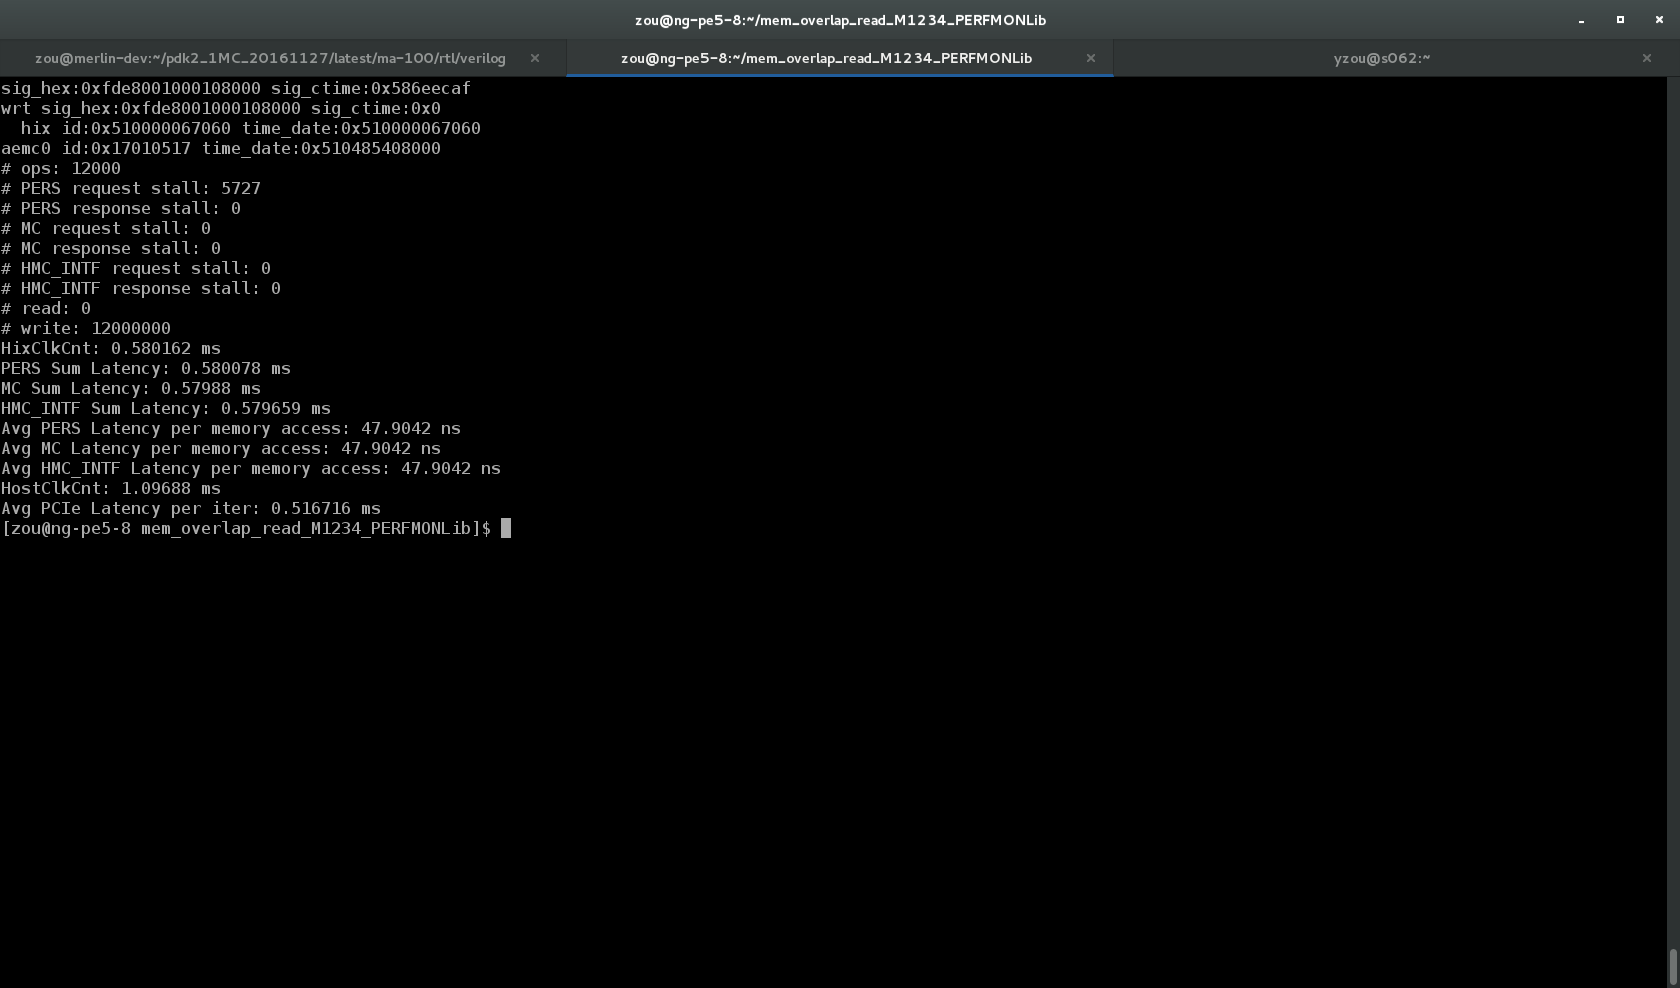 zou@ng-pe5-8:~/mem_overlap_read_M1234_PERFMONLib
zou@merlin-dev:~/pdk2_1MC_20161127/latest/ma-100/rtl/verilog
zou@ng-pe5-8:~/mem_overlap_read_M1234_PERFMONLib
yzou@s062:~
sig_hex:0xfde8001000108000 sig_ctime:0x586eecaf
wrt sig_hex:0xfde8001000108000 sig_ctime:0x0
  hix id:0x510000067060 time_date:0x510000067060
aemc0 id:0x17010517 time_date:0x510485408000
# ops: 12000
# PERS request stall: 5727
# PERS response stall: 0
# MC request stall: 0
# MC response stall: 0
# HMC_INTF request stall: 0
# HMC_INTF response stall: 0
# read: 0
# write: 12000000
HixClkCnt: 0.580162 ms
PERS Sum Latency: 0.580078 ms
MC Sum Latency: 0.57988 ms
HMC_INTF Sum Latency: 0.579659 ms
Avg PERS Latency per memory access: 47.9042 ns
Avg MC Latency per memory access: 47.9042 ns
Avg HMC_INTF Latency per memory access: 47.9042 ns
HostClkCnt: 1.09688 ms
Avg PCIe Latency per iter: 0.516716 ms
[zou@ng-pe5-8 mem_overlap_read_M1234_PERFMONLib]$